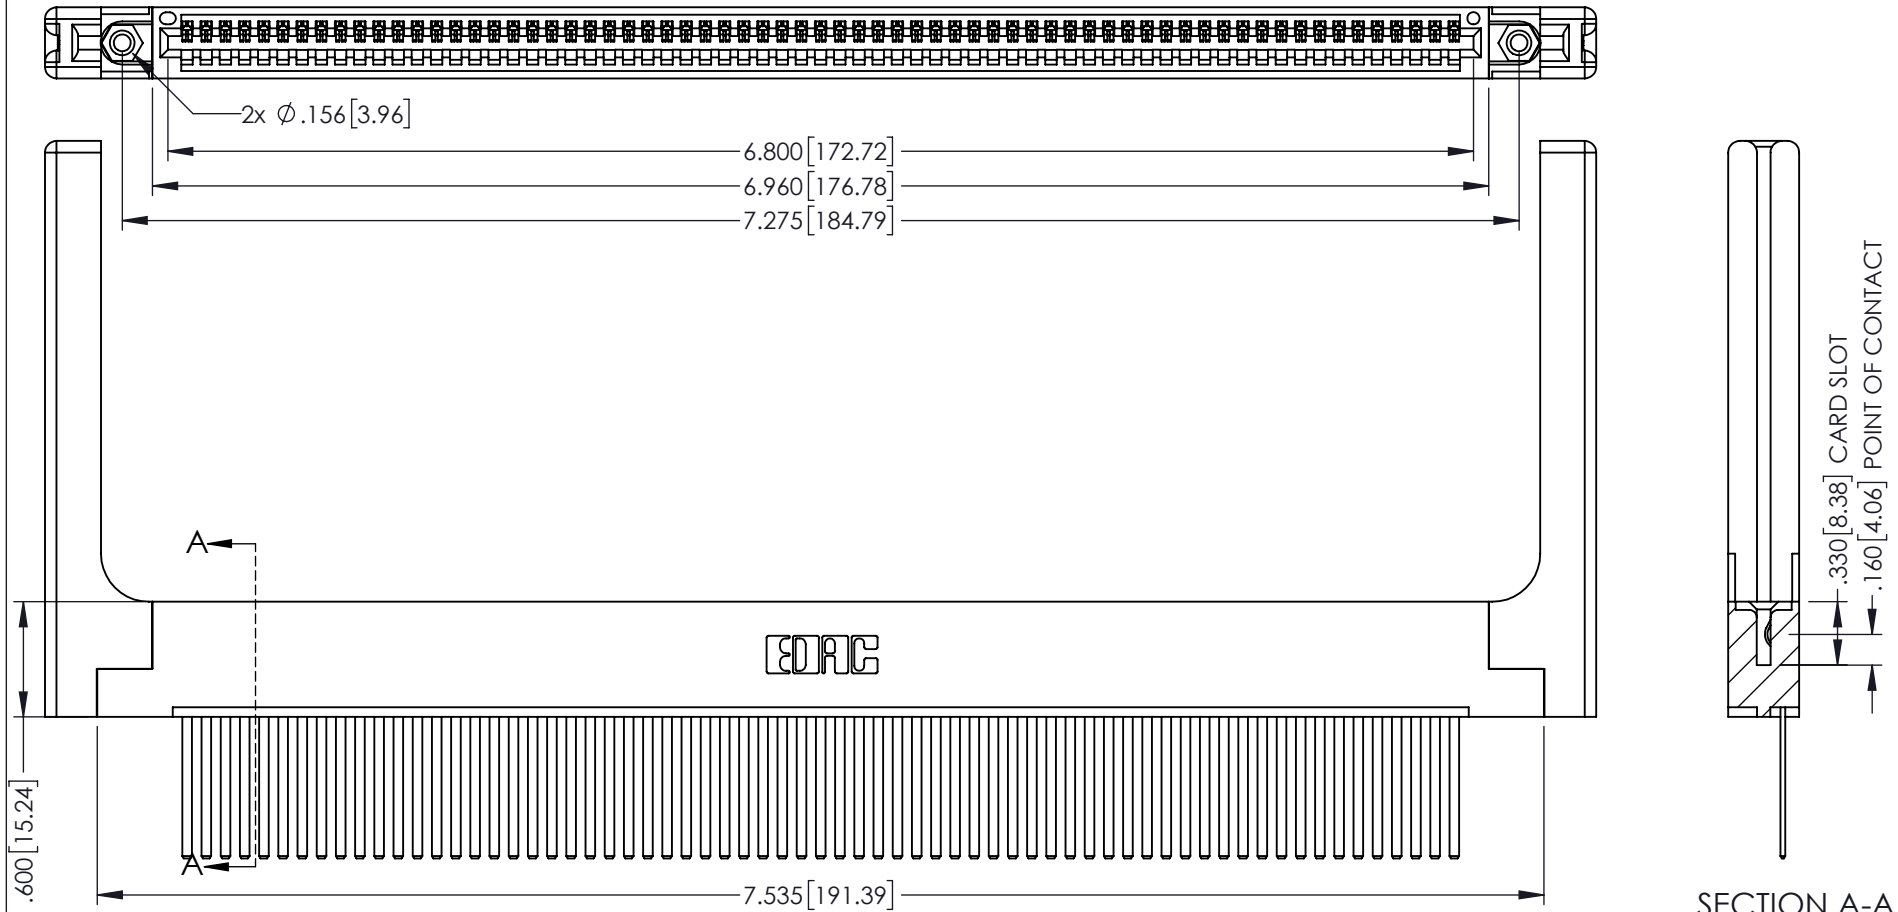 2x Ø.156[3.96]
6.800[172.72]
6.960[176.78]
7.275[184.79]
.330[8.38] CARD SLOT
.160[4.06] POINT OF CONTACT
A
EDAC
A
.600[15.24]
7.535[191.39]
SECTION A-A